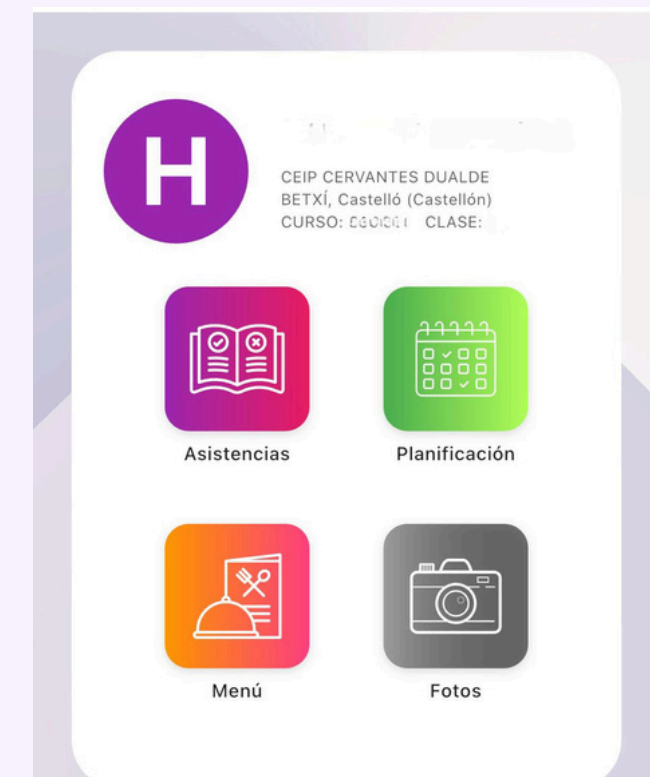 H
CEIP CERVANTES DUALDE
BETXÍ, Castelló (Castellón)
CURSO: CLASE:
Asistencias
Planificación
Menú
Fotos